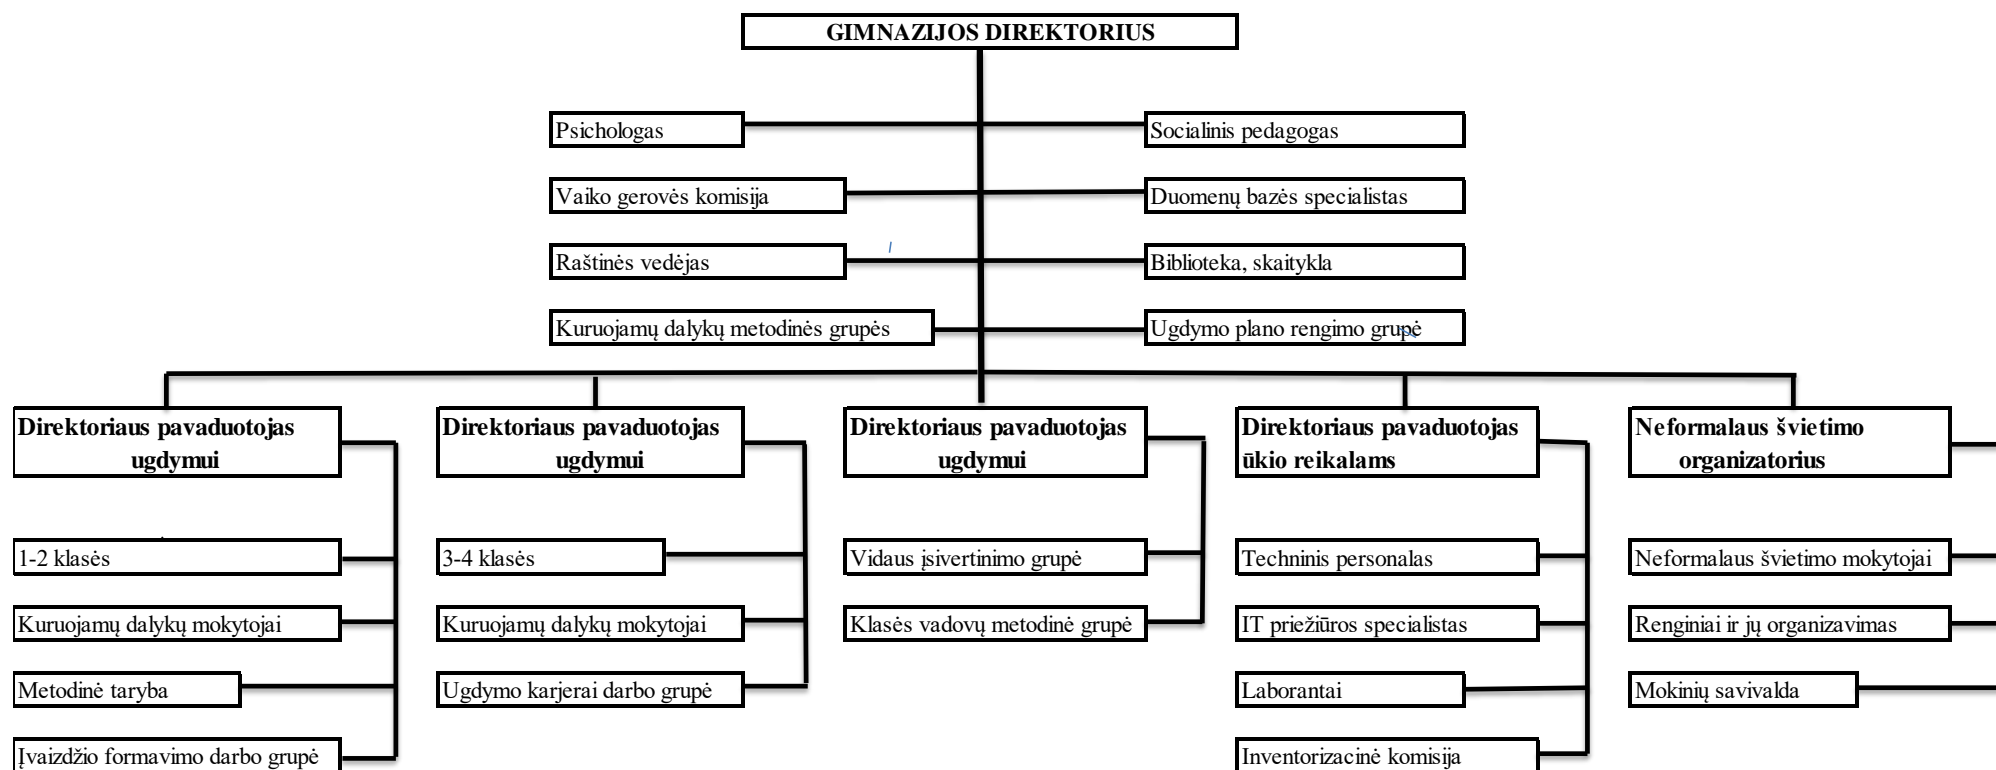 GIMNAZIJOS DIREKTORIUS
Psichologas
Socialinis pedagogas
Vaiko gerovės komisija
Duomenų bazės specialistas
Raštinės vedėjas
Biblioteka, skaitykla
Kuruojamų dalykų metodinės grupės
Ugdymo plano rengimo grupė
Direktoriaus pavaduotojas
ugdymui
1-2 klasės
Kuruojamų dalykų mokytojai
Metodinė taryba
Įvaizdžio formavimo darbo grupė
Direktoriaus pavaduotojas
ugdymui
3-4 klasės
Kuruojamų dalykų mokytojai
Ugdymo karjerai darbo grupė
Direktoriaus pavaduotojas
ugdymui
Vidaus įsivertinimo grupė
Klasės vadovų metodinė grupė
Direktoriaus pavaduotojas
ūkio reikalams
Techninis personalas
IT priežiūros specialistas
Laborantai
Inventorizacinė komisija
Neformalaus švietimo
organizatorius
Neformalaus švietimo mokytojai
Renginiai ir jų organizavimas
Mokinių savivalda